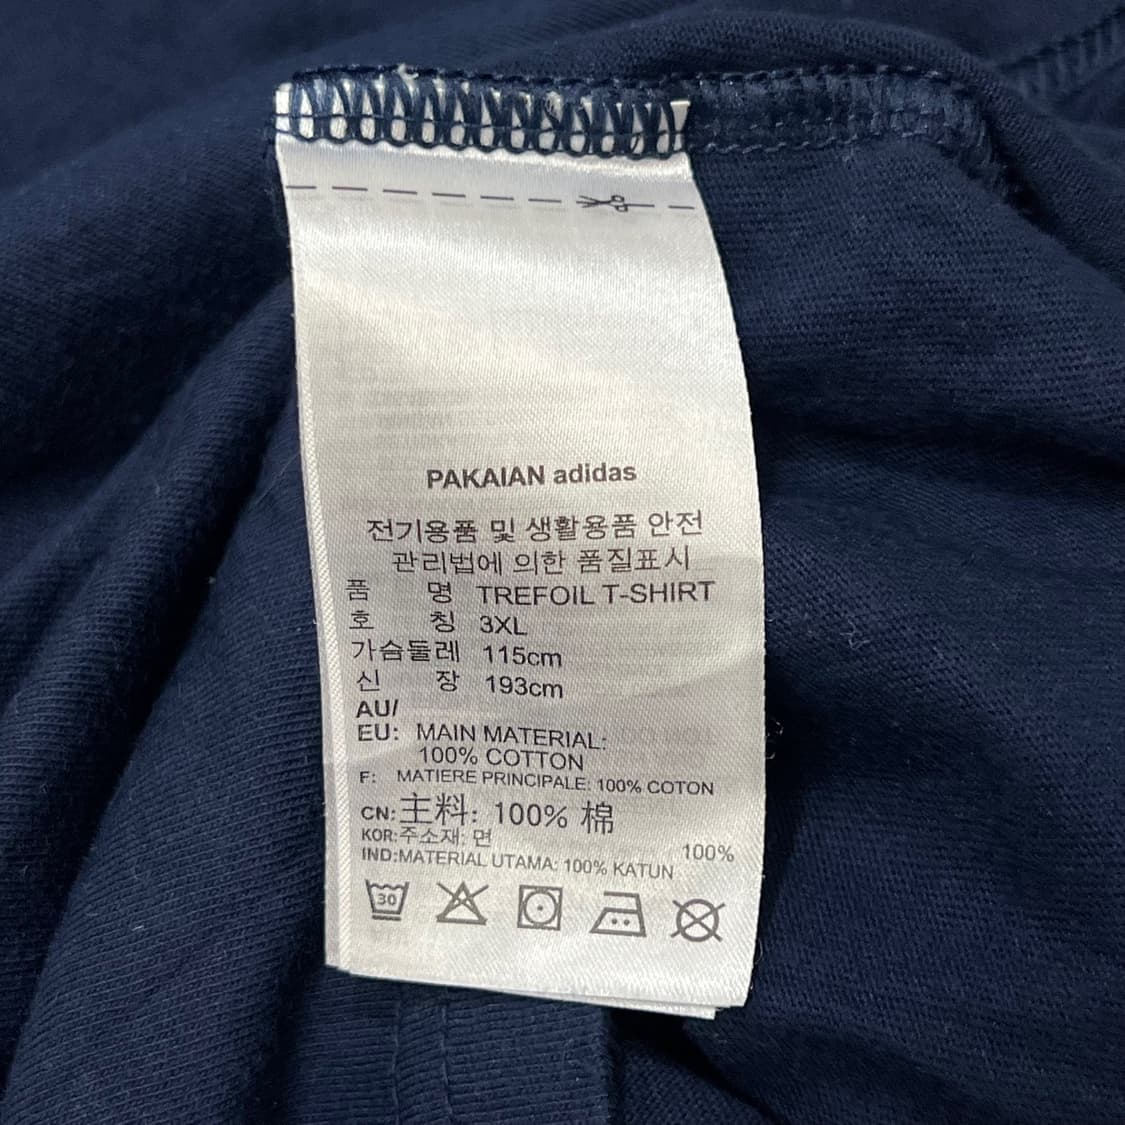 PAKAIAN adidas
전기용품 및 생활용품 안전
관리법에 의한 품질표시
품 명 TREFOIL T-SHIRT
호 칭 3XL
가슴둘레 115cm
신 장 193cm
AU/
EU: MAIN MATERIAL:
100% COTTON
F: MATIERE PRINCIPALE: 100% COTON
CN: 主料: 100% 棉
KOR:주소재: 면
100%
IND:MATERIAL UTAMA: 100% KATUN
30